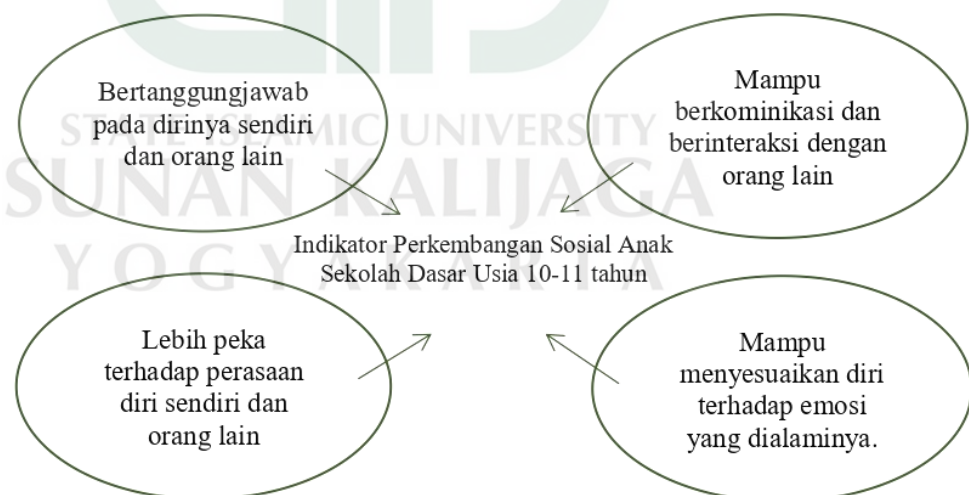 Bertanggungjawab
pada dirinya sendiri
dan orang lain
Mampu
berkominikasi dan
berinteraksi dengan
orang lain
STATE ISLAMIC UNIVERSITY
SUNAN KALIJAGA
YOGYAKARTA
Indikator Perkembangan Sosial Anak
Sekolah Dasar Usia 10-11 tahun
Lebih peka
terhadap perasaan
diri sendiri dan
orang lain
Mampu
menyesuaikan diri
terhadap emosi
yang dialaminya.